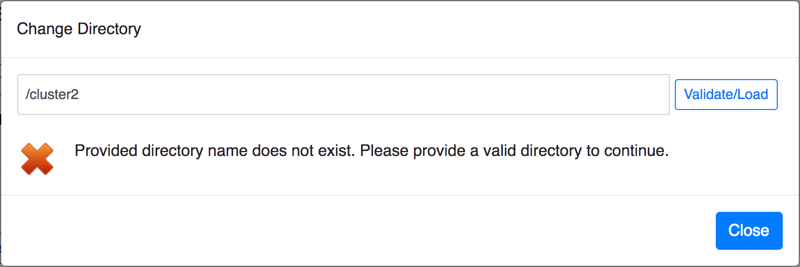 Change Directory
/cluster2
Validate/Load
Provided directory name does not exist. Please provide a valid directory to continue.
Close